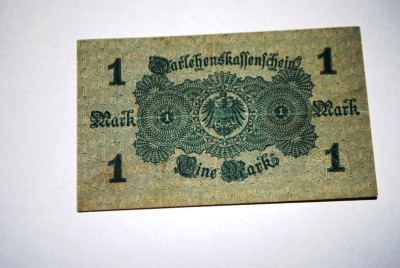 1 Darlehenskassenschein 1
Mark 1 1 Mark
1 Eine Mark 1